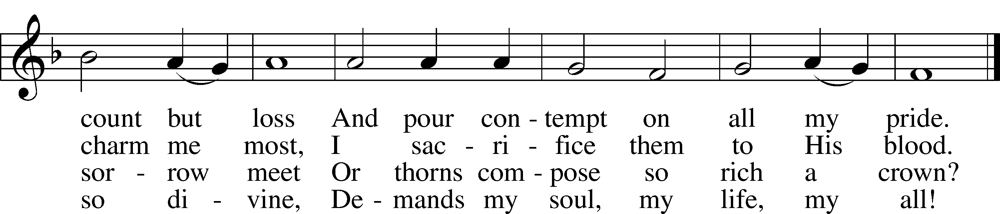 count but loss And pour con - tempt on all my pride.
charm me most, I sac - ri - fice them to His blood.
sor - row meet Or thorns com - pose so rich a crown?
so di - vine, De - mands my soul, my life, my all!